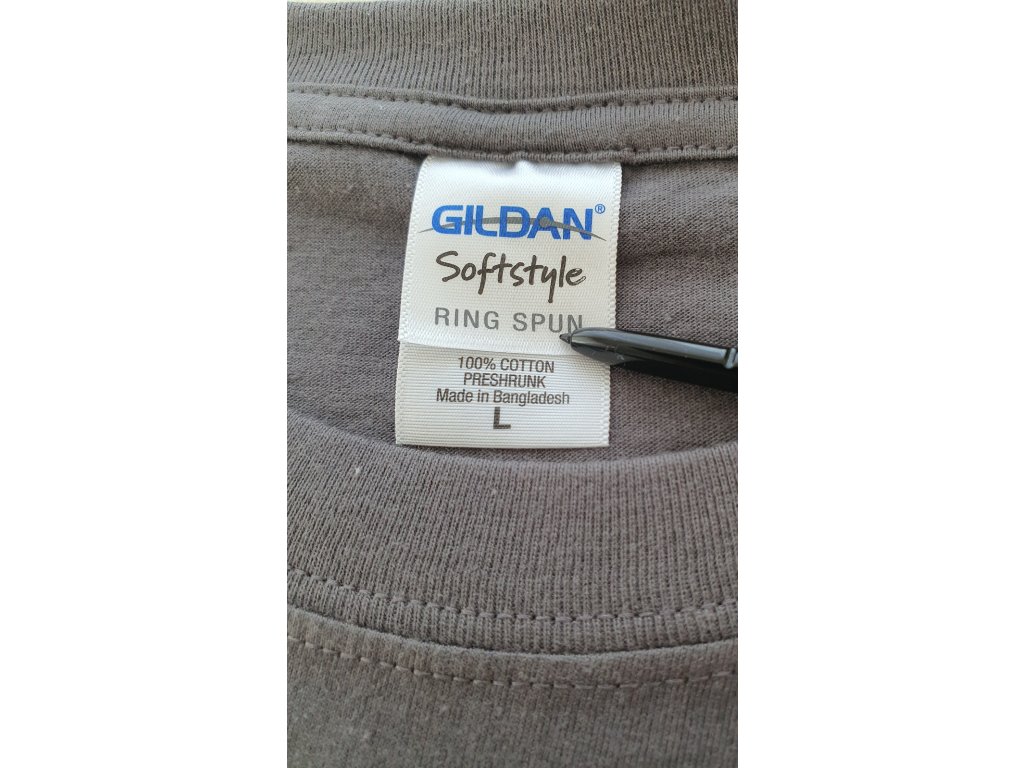 GILDAN®
Softstyle
RING SPUN
100% COTTON
PRESHRUNK
Made in Bangladesh
L